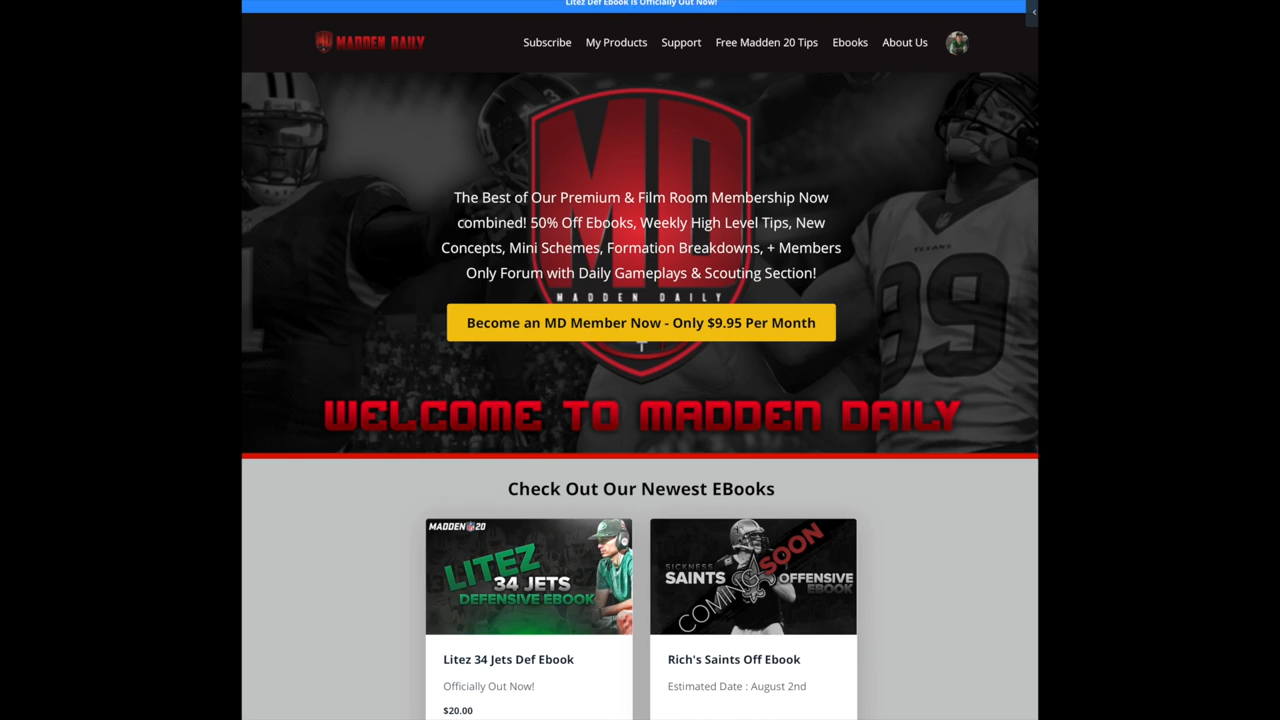 Litez Def Ebook is Officially Out Now!
MD MADDEN DAILY
Subscribe My Products Support Free Madden 20 Tips Ebooks About Us
MD
The Best of Our Premium & Film Room Membership Now
combined! 50% Off Ebooks, Weekly High Level Tips, New
Concepts, Mini Schemes, Formation Breakdowns, + Members
Only Forum with Daily Gameplays & Scouting Section!
MADDEN DAILY
Become an MD Member Now - Only $9.95 Per Month
TEXANS
99
WELCOME TO MADDEN DAILY
Check Out Our Newest EBooks
MADDEN NFL 20
LITEZ
34 JETS
DEFENSIVE EBOOK
SICKNESS
SAINTS OFFENSIVE
EBOOK
COMING SOON
Litez 34 Jets Def Ebook
Officially Out Now!
$20.00
Rich's Saints Off Ebook
Estimated Date : August 2nd